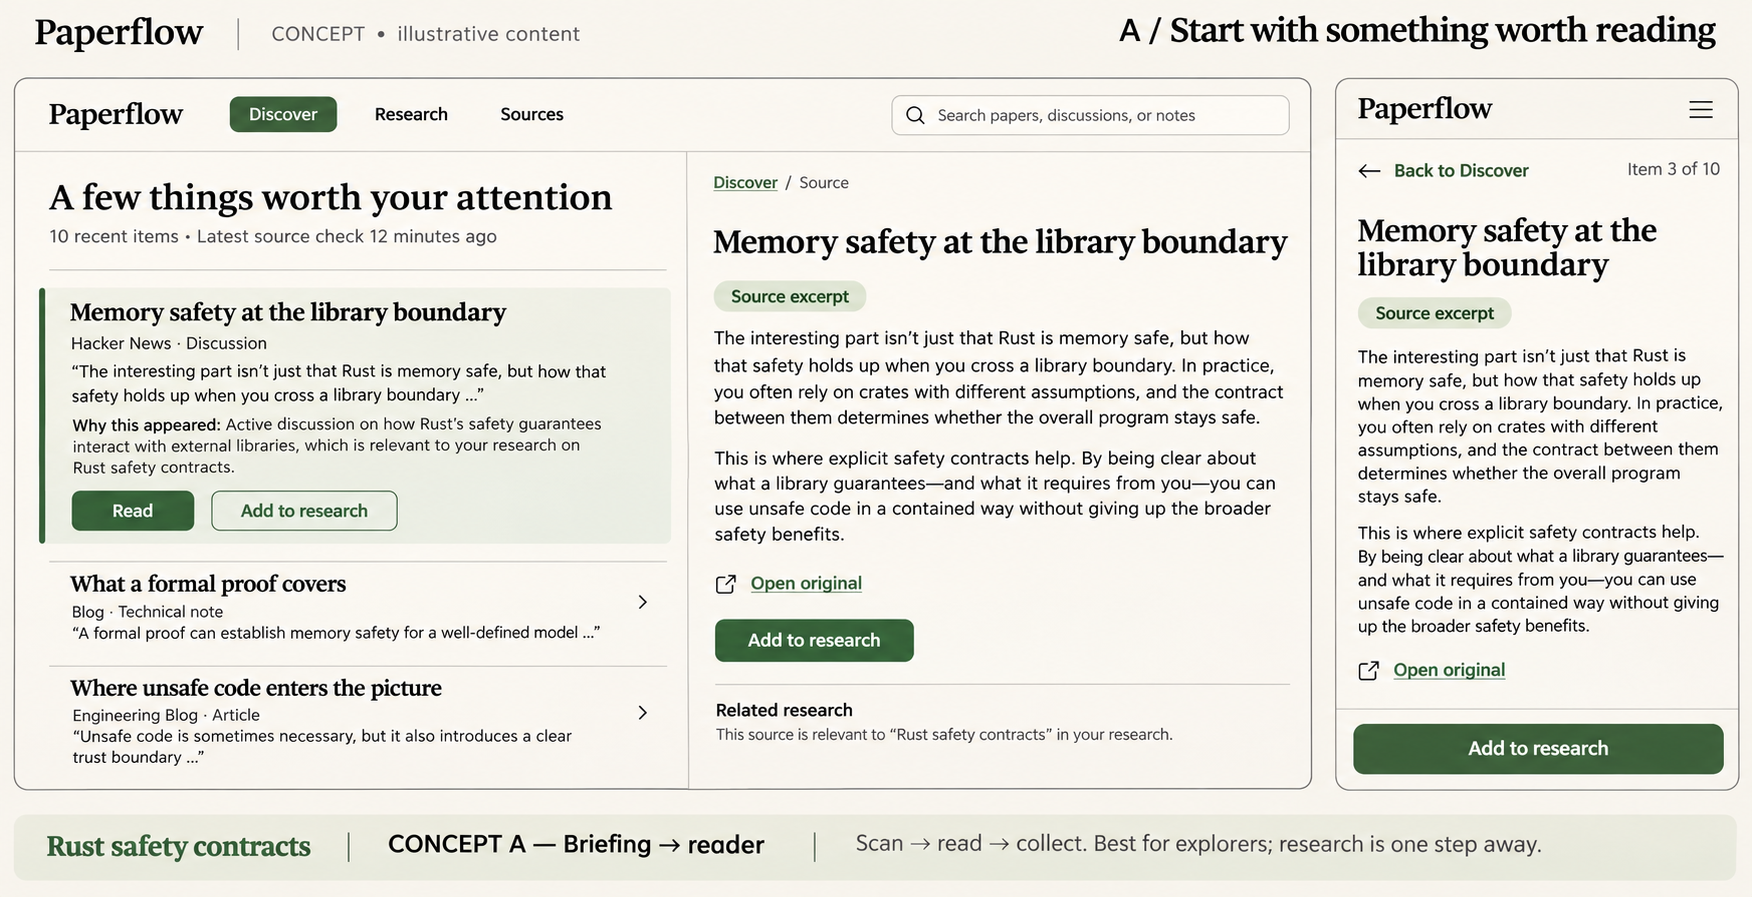 Paperflow
CONCEPT • illustrative content
A / Start with something worth reading
Paperflow
Discover
Research
Sources
Search papers, discussions, or notes
A few things worth your attention
10 recent items • Latest source check 12 minutes ago
Memory safety at the library boundary
Hacker News · Discussion
“The interesting part isn’t just that Rust is memory safe, but how that
safety holds up when you cross a library boundary ...”
Why this appeared: Active discussion on how Rust’s safety guarantees
interact with external libraries, which is relevant to your research on
Rust safety contracts.
Read
Add to research
What a formal proof covers
Blog · Technical note
“A formal proof can establish memory safety for a well-defined model ...”
Where unsafe code enters the picture
Engineering Blog · Article
“Unsafe code is sometimes necessary, but it also introduces a clear
trust boundary ...”
Discover / Source
Memory safety at the library boundary
Source excerpt
The interesting part isn’t just that Rust is memory safe, but how
that safety holds up when you cross a library boundary. In practice,
you often rely on crates with different assumptions, and the contract
between them determines whether the overall program stays safe.
This is where explicit safety contracts help. By being clear about
what a library guarantees—and what it requires from you—you can
use unsafe code in a contained way without giving up the broader
safety benefits.
Open original
Add to research
Related research
This source is relevant to “Rust safety contracts” in your research.
Paperflow
← Back to Discover
Item 3 of 10
Memory safety at the
library boundary
Source excerpt
The interesting part isn’t just that Rust is
memory safe, but how that safety holds up
when you cross a library boundary. In practice,
you often rely on crates with different
assumptions, and the contract between them
determines whether the overall program
stays safe.
This is where explicit safety contracts help.
By being clear about what a library guarantees—
and what it requires from you—you can use
unsafe code in a contained way without giving
up the broader safety benefits.
Open original
Add to research
Rust safety contracts
CONCEPT A — Briefing → reader
Scan → read → collect. Best for explorers; research is one step away.